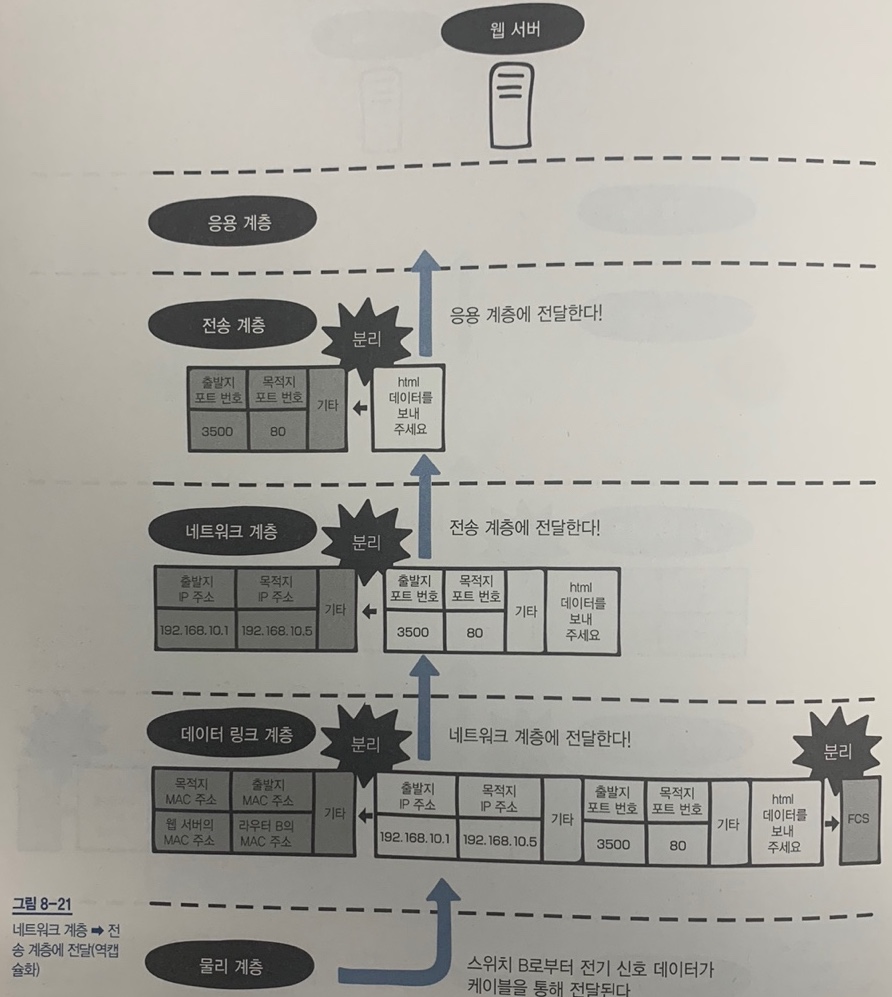 웹 서버
응용 계층
전송 계층
분리
응용 계층에 전달한다!
출발지
포트 번호
목적지
포트 번호
기타
3500
80
html
데이터를
보내
주세요
네트워크 계층
분리
전송 계층에 전달한다!
출발지
IP 주소
목적지
IP 주소
기타
192.168.10.1
192.168.10.5
출발지
포트 번호
목적지
포트 번호
기타
3500
80
html
데이터를
보내
주세요
데이터 링크 계층
분리
네트워크 계층에 전달한다!
분리
목적지
MAC 주소
출발지
MAC 주소
기타
웹 서버의
MAC 주소
라우터 B의
MAC 주소
출발지
IP 주소
목적지
IP 주소
기타
192.168.10.1
192.168.10.5
출발지
포트 번호
목적지
포트 번호
기타
3500
80
html
데이터를
보내
주세요
FCS
그림 8-21
네트워크 계층 ➡ 전
송 계층에 전달(역캡
슐화)
물리 계층
스위치 B로부터 전기 신호 데이터가
케이블을 통해 전달된다